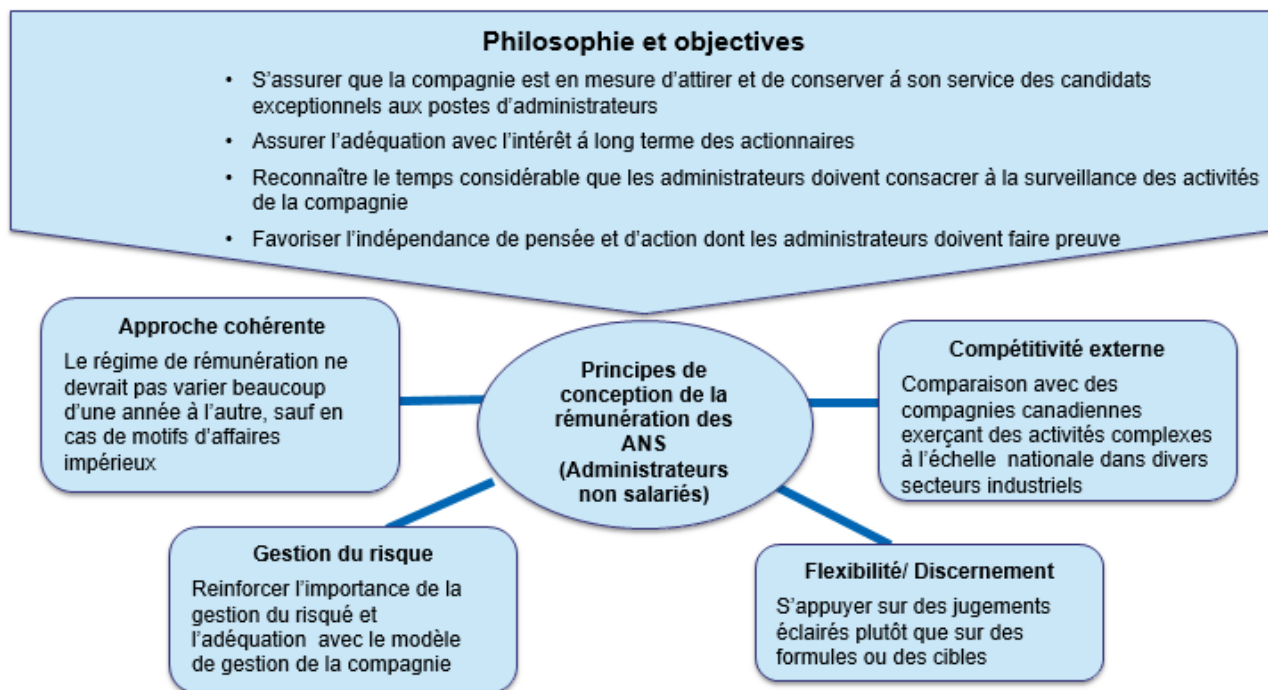 Philosophie et objectives
• S'assurer que la compagnie est en mesure d'attirer et de conserver á son service des candidats
exceptionnels aux postes d'administrateurs
• Assurer l'adéquation avec l'intérêt á long terme des actionnaires
• Reconnaître le temps considérable que les administrateurs doivent consacrer à la surveillance des activités
de la compagnie
• Favoriser l'indépendance de pensée et d'action dont les administrateurs doivent faire preuve
Approche cohérente
Le régime de rémunération ne
devrait pas varier beaucoup
d'une année à l'autre, sauf en
cas de motifs d'affaires
impérieux
Principes de
conception de la
rémunération des
ANS
(Administrateurs
non salariés)
Compétitivité externe
Comparaison avec des
compagnies canadiennes
exerçant des activités complexes
à l'échelle nationale dans divers
secteurs industriels
Gestion du risque
Reinforcer l'importance de la
gestion du risqué et
l'adéquation avec le modèle
de gestion de la compagnie
Flexibilité/ Discernement
S'appuyer sur des jugements
éclairés plutôt que sur des
formules ou des cibles